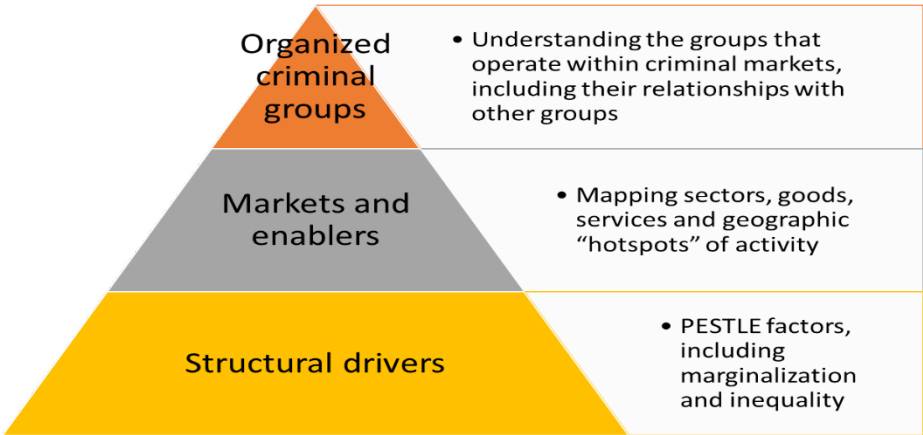 Organized
criminal
groups
• Understanding the groups that
operate within criminal markets,
including their relationships with
other groups
Markets and
enablers
• Mapping sectors, goods,
services and geographic
“hotspots” of activity
Structural drivers
• PESTLE factors,
including
marginalization
and inequality